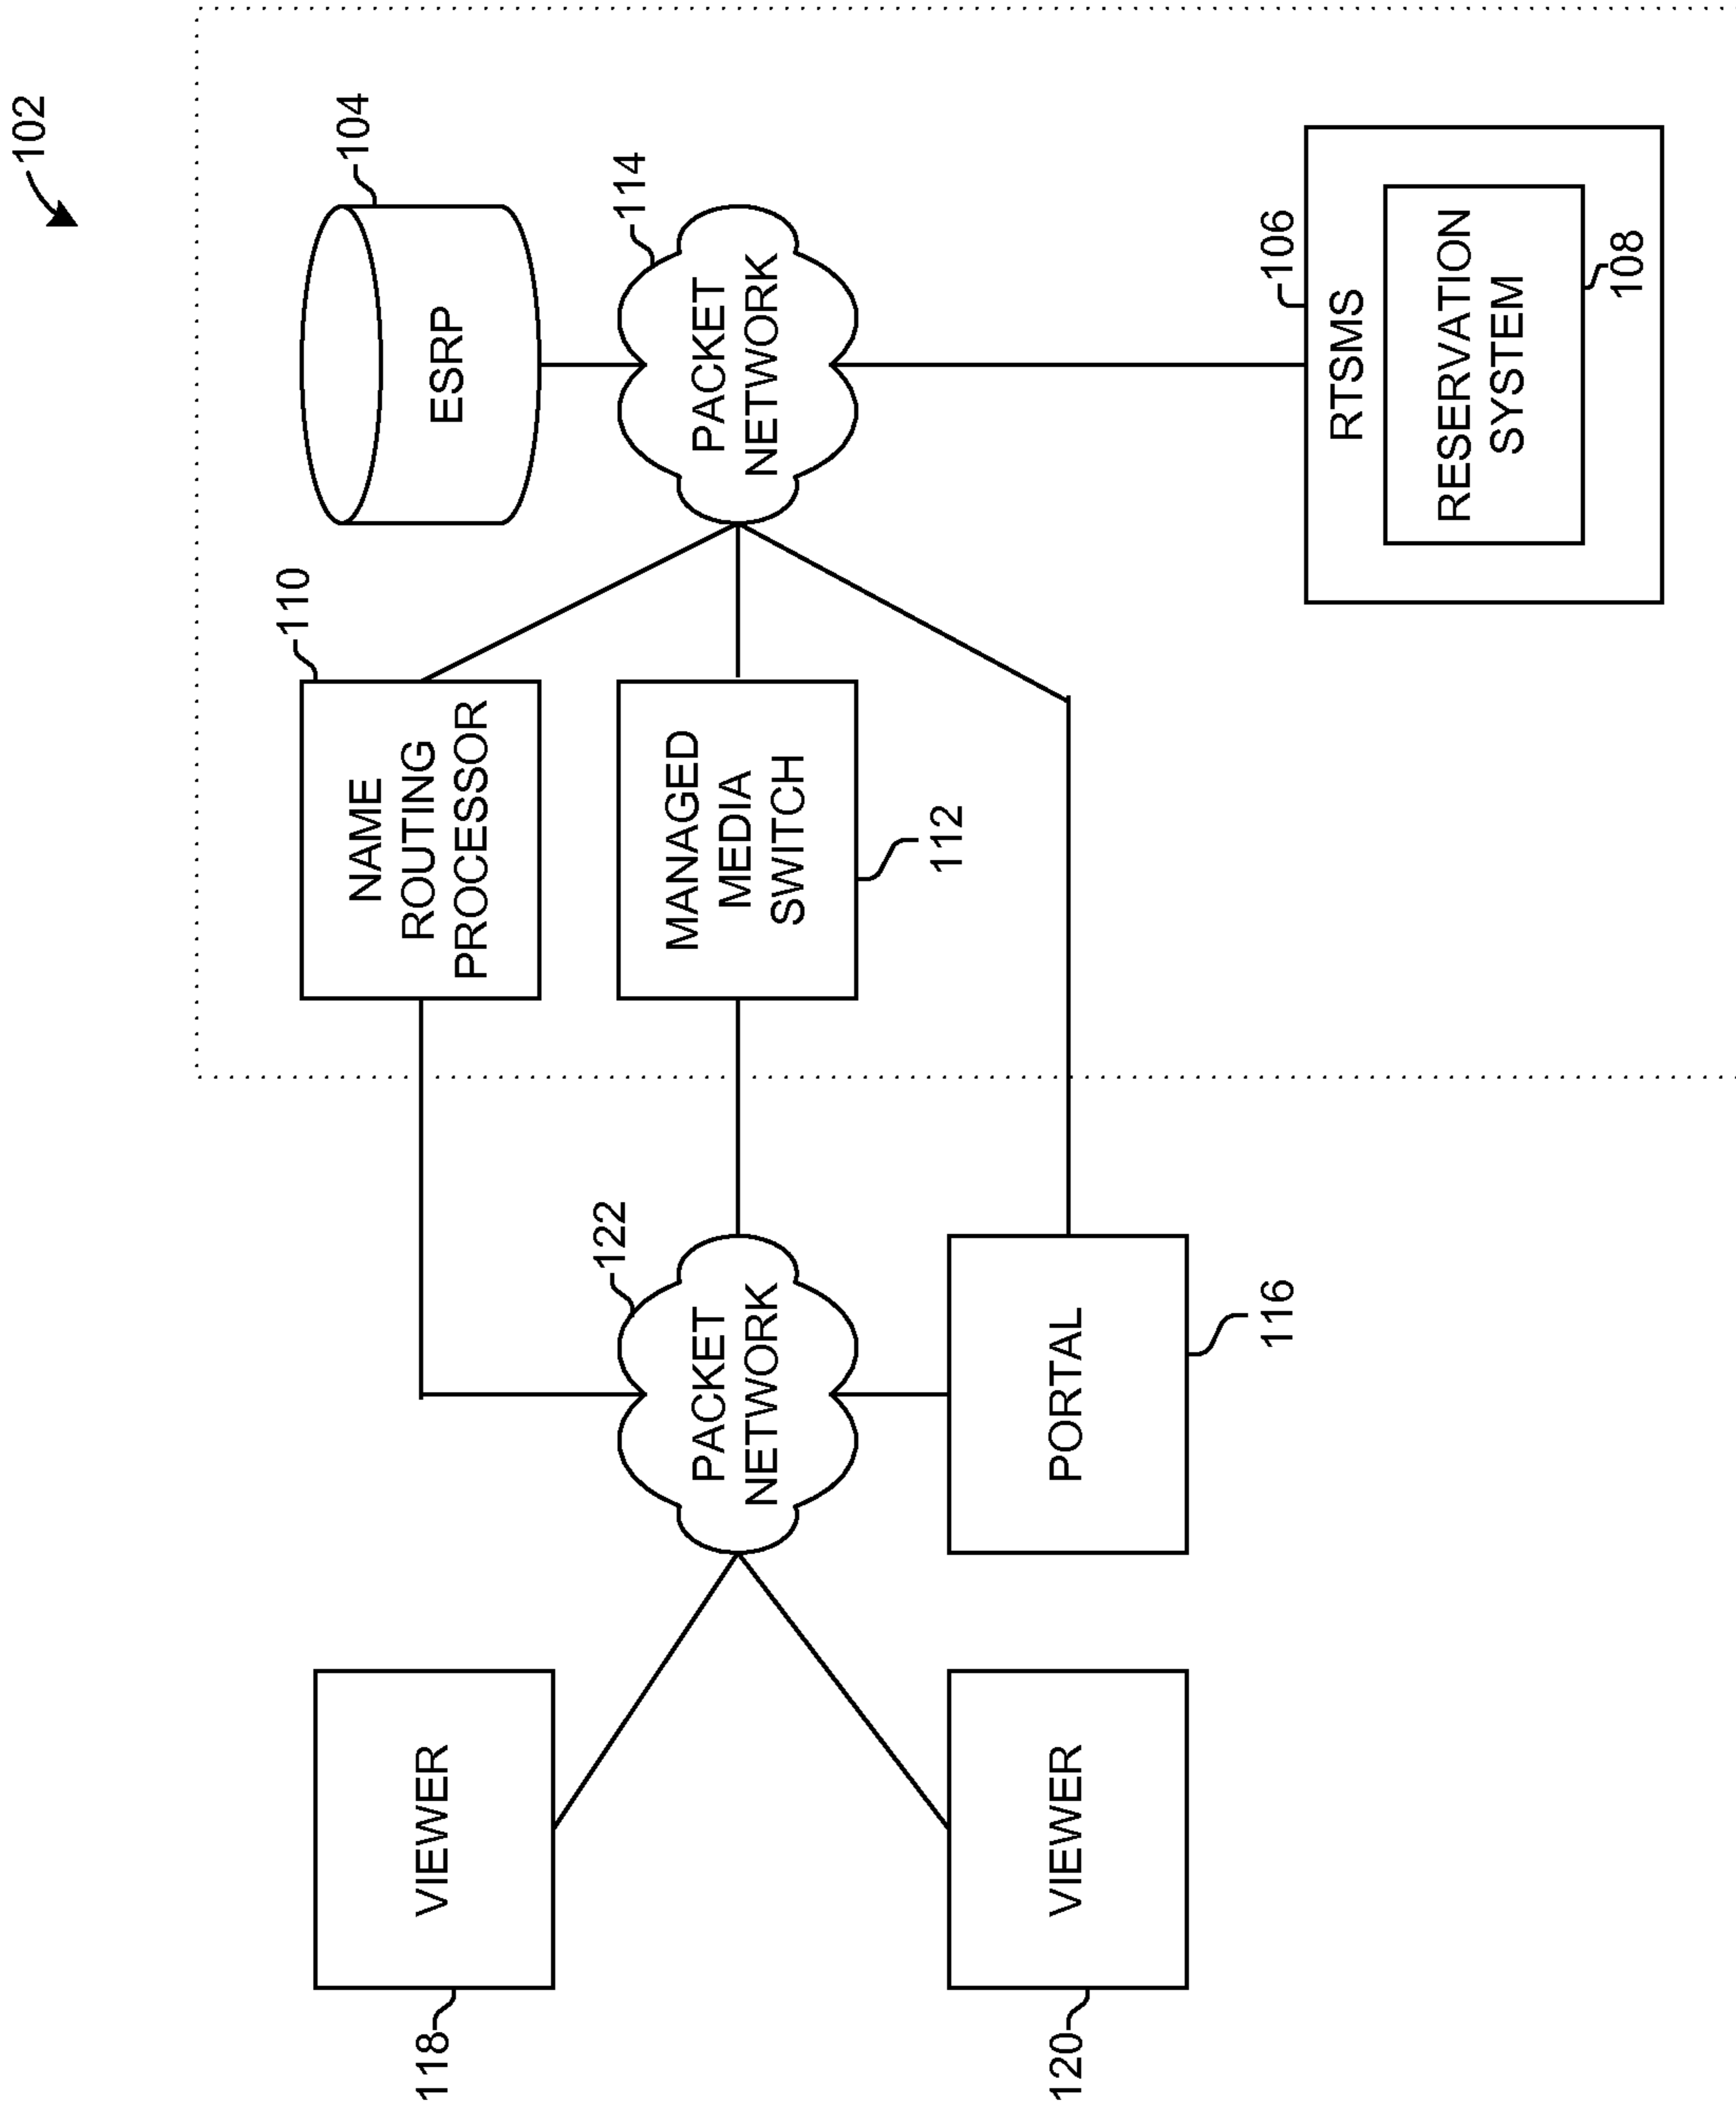 102
118
VIEWER
120
VIEWER
122
PACKET
NETWORK
PORTAL
116
110
NAME
ROUTING
PROCESSOR
MANAGED
MEDIA
SWITCH
112
104
ESRP
114
PACKET
NETWORK
106
RTSMS
RESERVATION
SYSTEM
108